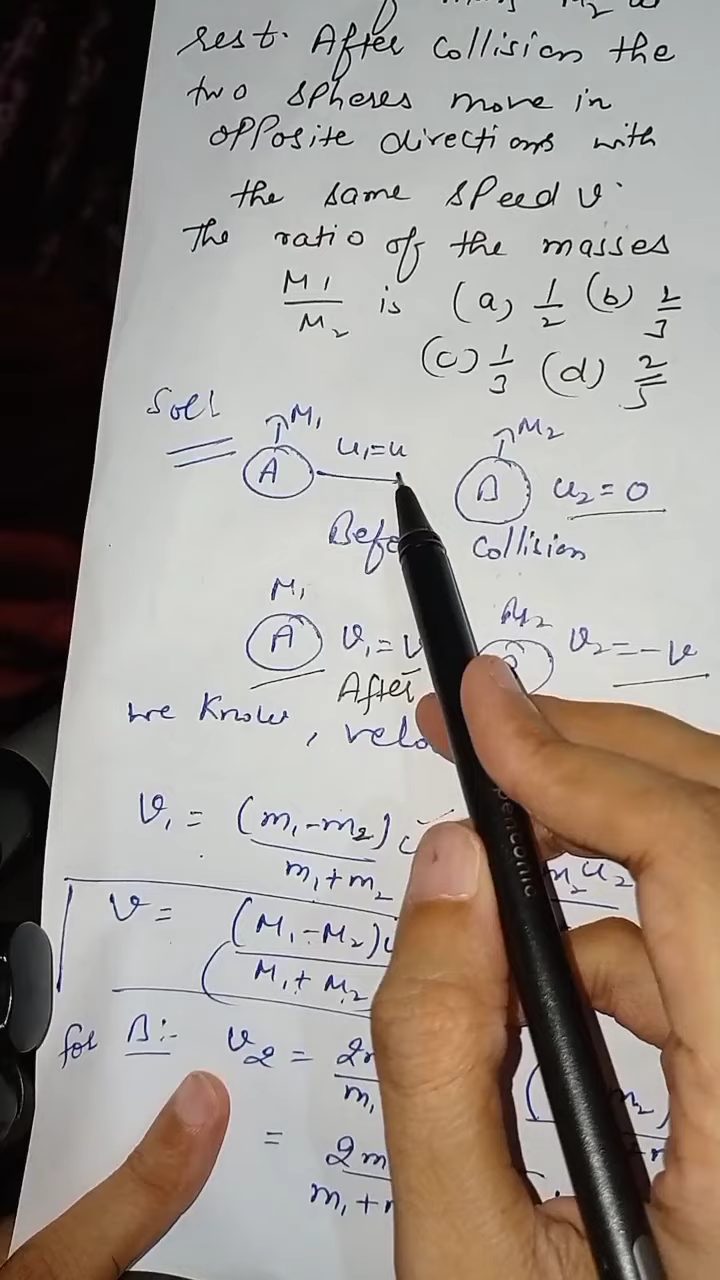 rest. After Collision the
two spheres move in
opposite directions with
the same speed v.
The ratio of the masses
M₁/M₂ is (a) 1/2 (b) 2/3
(c) 1/3 (d) 2/5
Sol:
M₁ M₂
A u₁=u B u₂=0
Collision
M₁ M₂
A v₁= v₂=-v
After
we know, velo
v₁ = (m₁-m₂)
m₁+m₂ m₂u₂
v = (M₁-M₂)
M₁+M₂
for B:- v₂ =
m₁
= 2m
m₁+
penconic